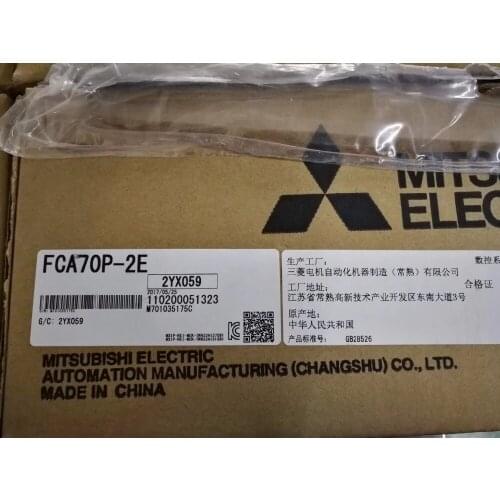 MITSU
ELEC
FCA70P-2E
2YX059
2017/05/25
110200051323
M701035175C
G/C: 2YX059
生产工厂:
三菱电机自动化机器制造（常熟）有限公司
工厂地址:
江苏省常熟高新技术产业开发区东南大道3号
原产地:
中华人民共和国
产品标准号: GB28526
数控系
合格证
MITSUBISHI ELECTRIC
AUTOMATION MANUFACTURING (CHANGSHU) CO., LTD.
MADE IN CHINA